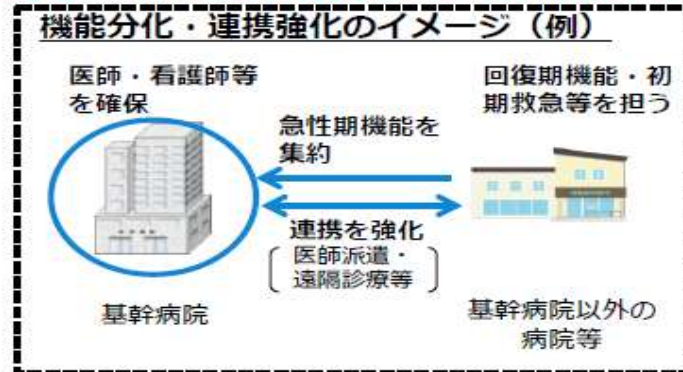 機能分化・連携強化のイメージ（例）
医師・看護師等
を確保
急性期機能を
集約
連携を強化
医師派遣・
遠隔診療等
基幹病院
回復期機能・初
期救急等を担う
基幹病院以外の
病院等